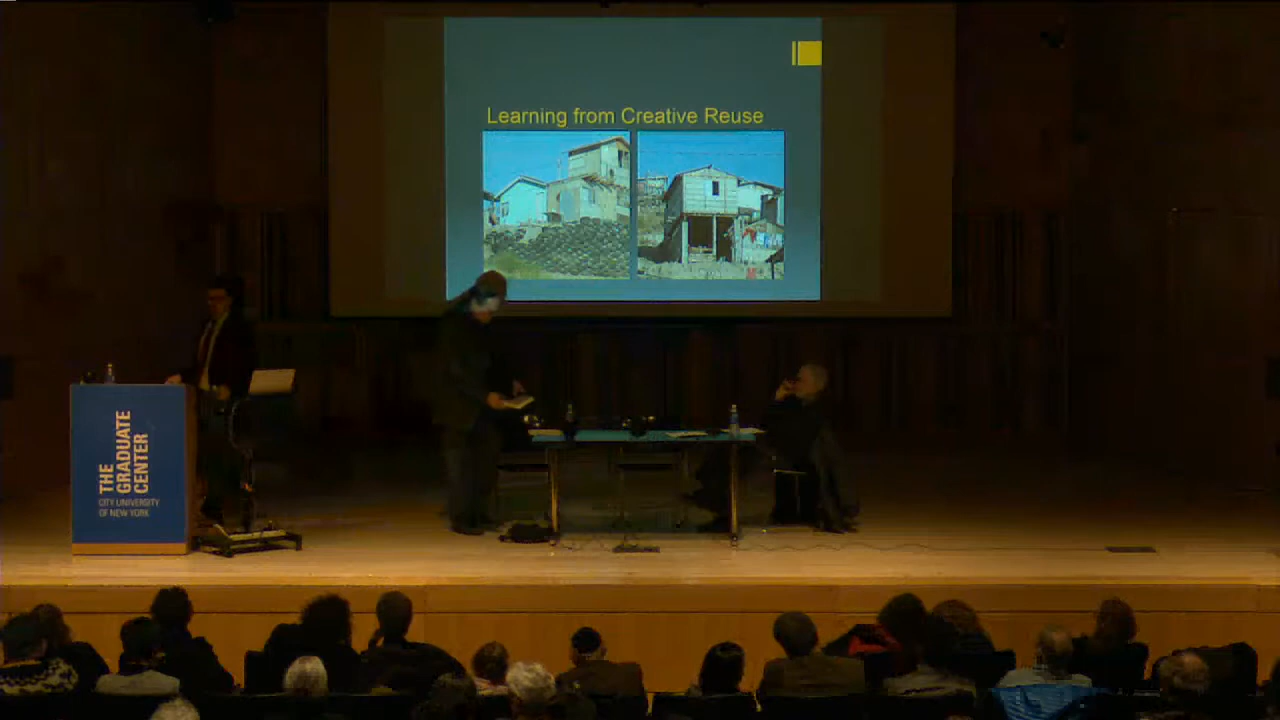 Learning from Creative Reuse
THE
GRADUATE
CENTER
CITY UNIVERSITY
OF NEW YORK